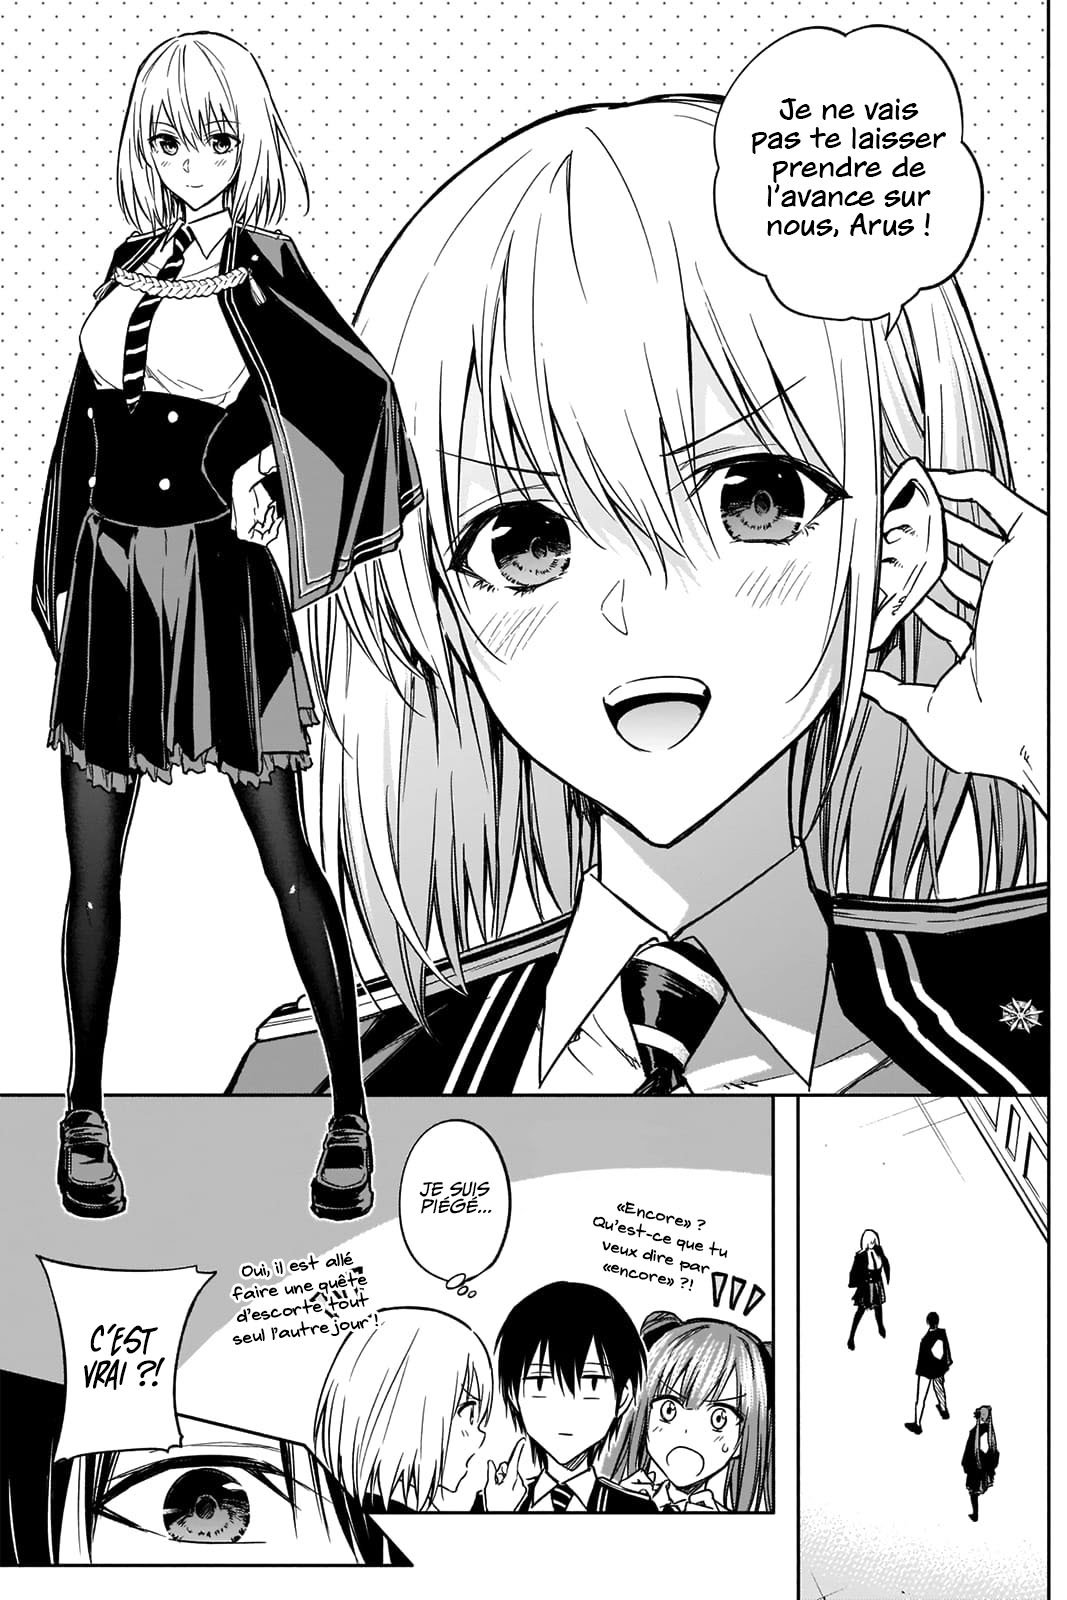 Je ne vais
pas te laisser
prendre de
l'avance sur
nous, Arus !
«Encore» ?
Qu'est-ce que tu
veux dire par
«encore» ?!
JE SUIS
PIÉGÉ...
Oui, il est allé
faire une quête
d'escorte tout
seul l'autre jour !
C'EST
VRAI ?!